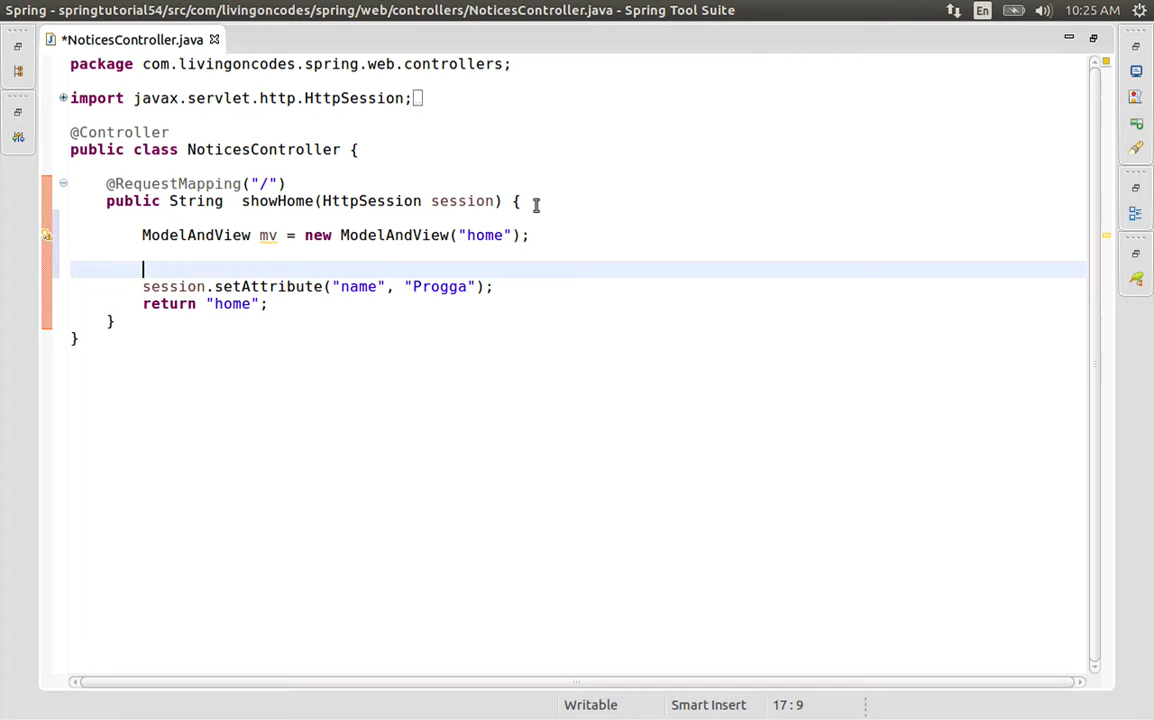 Spring - springtutorial54/src/com/livingoncodes/spring/web/controllers/NoticesController.java - Spring Tool Suite
En
10:25 AM
*NoticesController.java
package com.livingoncodes.spring.web.controllers;
import javax.servlet.http.HttpSession;
@Controller
public class NoticesController {
@RequestMapping("/")
public String  showHome(HttpSession session) {
ModelAndView mv = new ModelAndView("home");
session.setAttribute("name", "Progga");
return "home";
}
}
Writable
Smart Insert
17 : 9